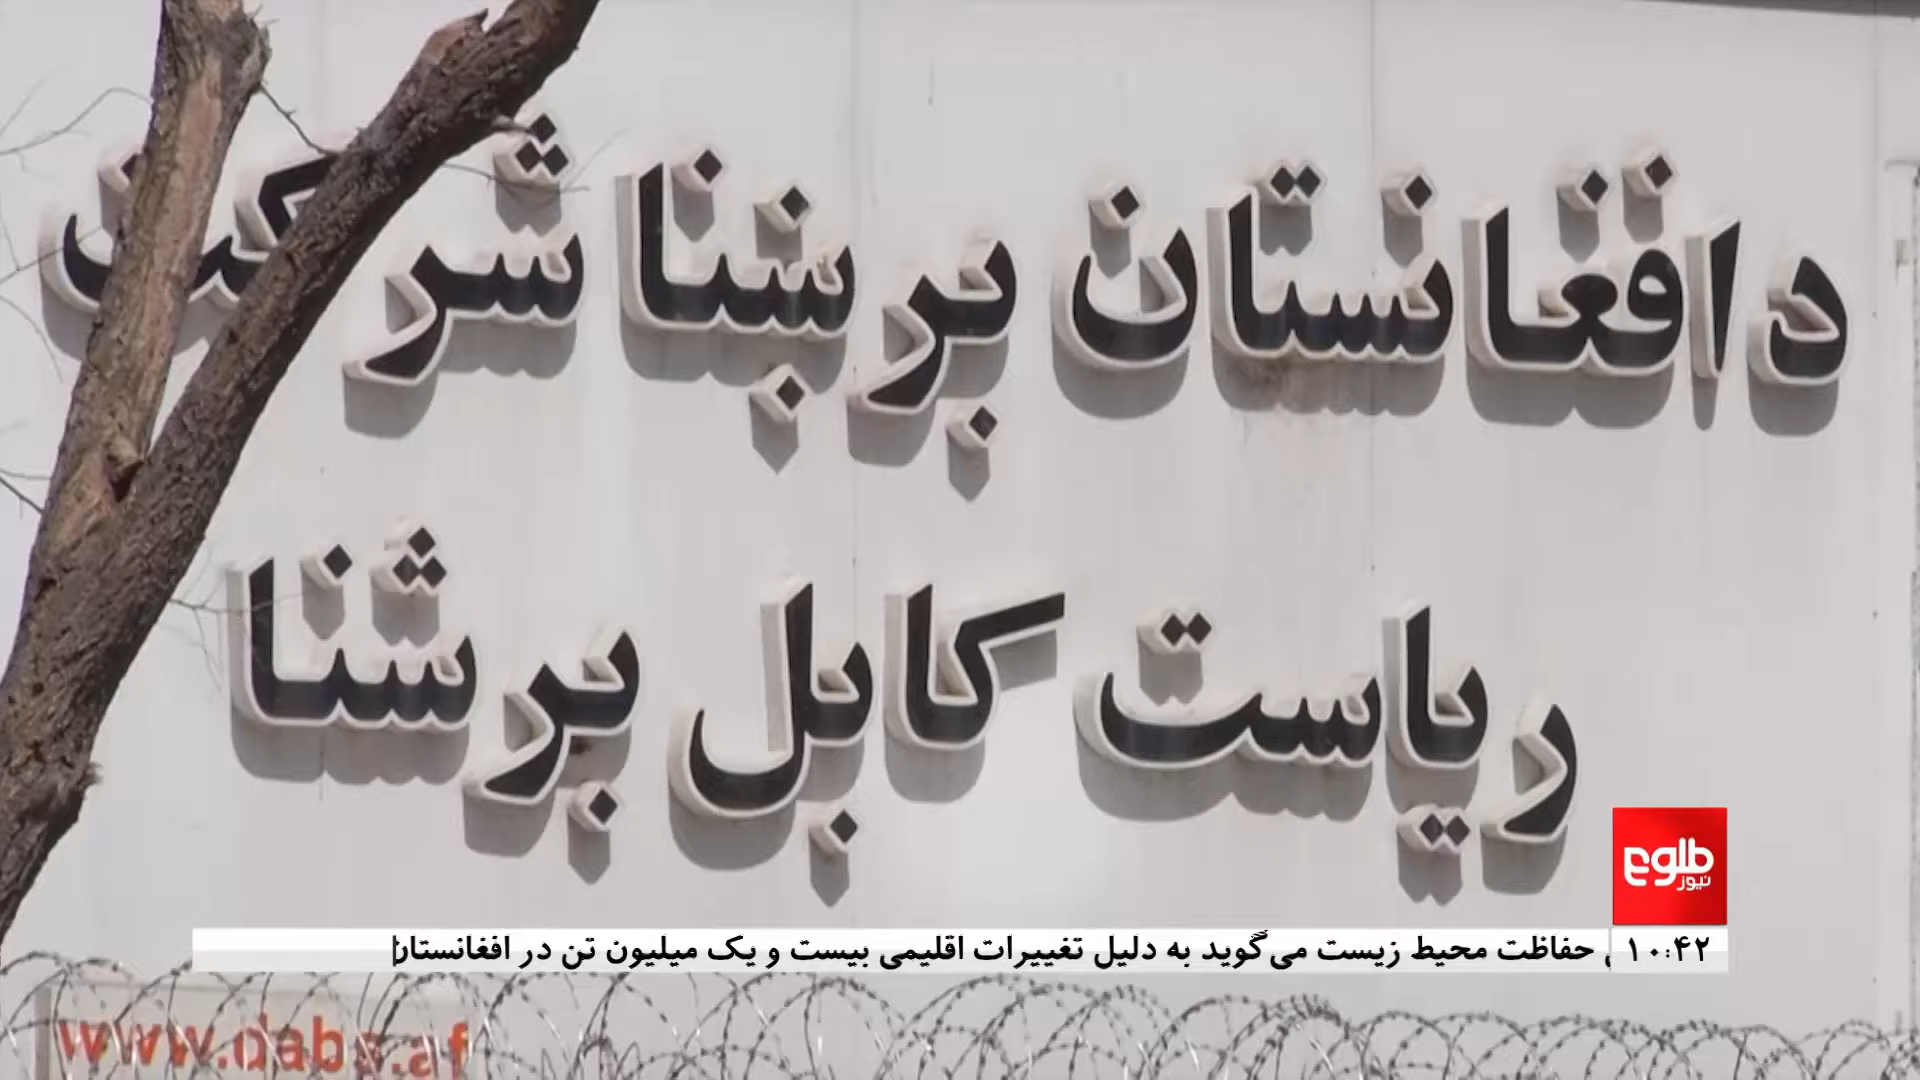 د افغانستان برښنا شرکت
ریاست کابل برشنا
طلوع
نیوز
۱۰:۴۲
حفاظت محیط زیست می‌گوید به دلیل تغییرات اقلیمی بیست و یک میلیون تن در افغانستان
www.dabs.af